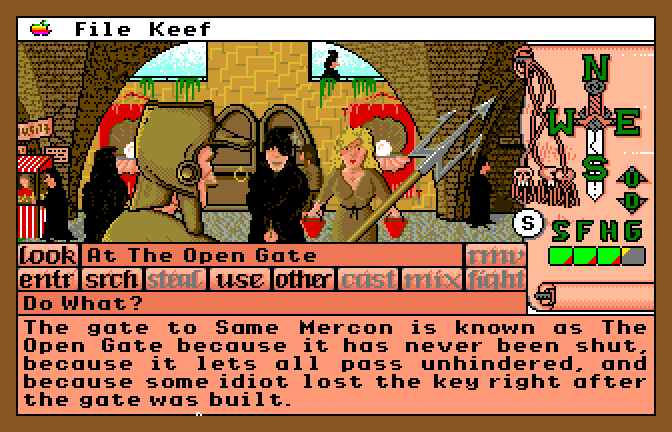 File Keef
N
W E
S
S
S F H G
look At The Open Gate rmv
entr srch steal use other cast mix fight
Do What?
The gate to Same Mercon is known as The
Open Gate because it has never been shut,
because it lets all pass unhindered, and
because some idiot lost the key right after
the gate was built.